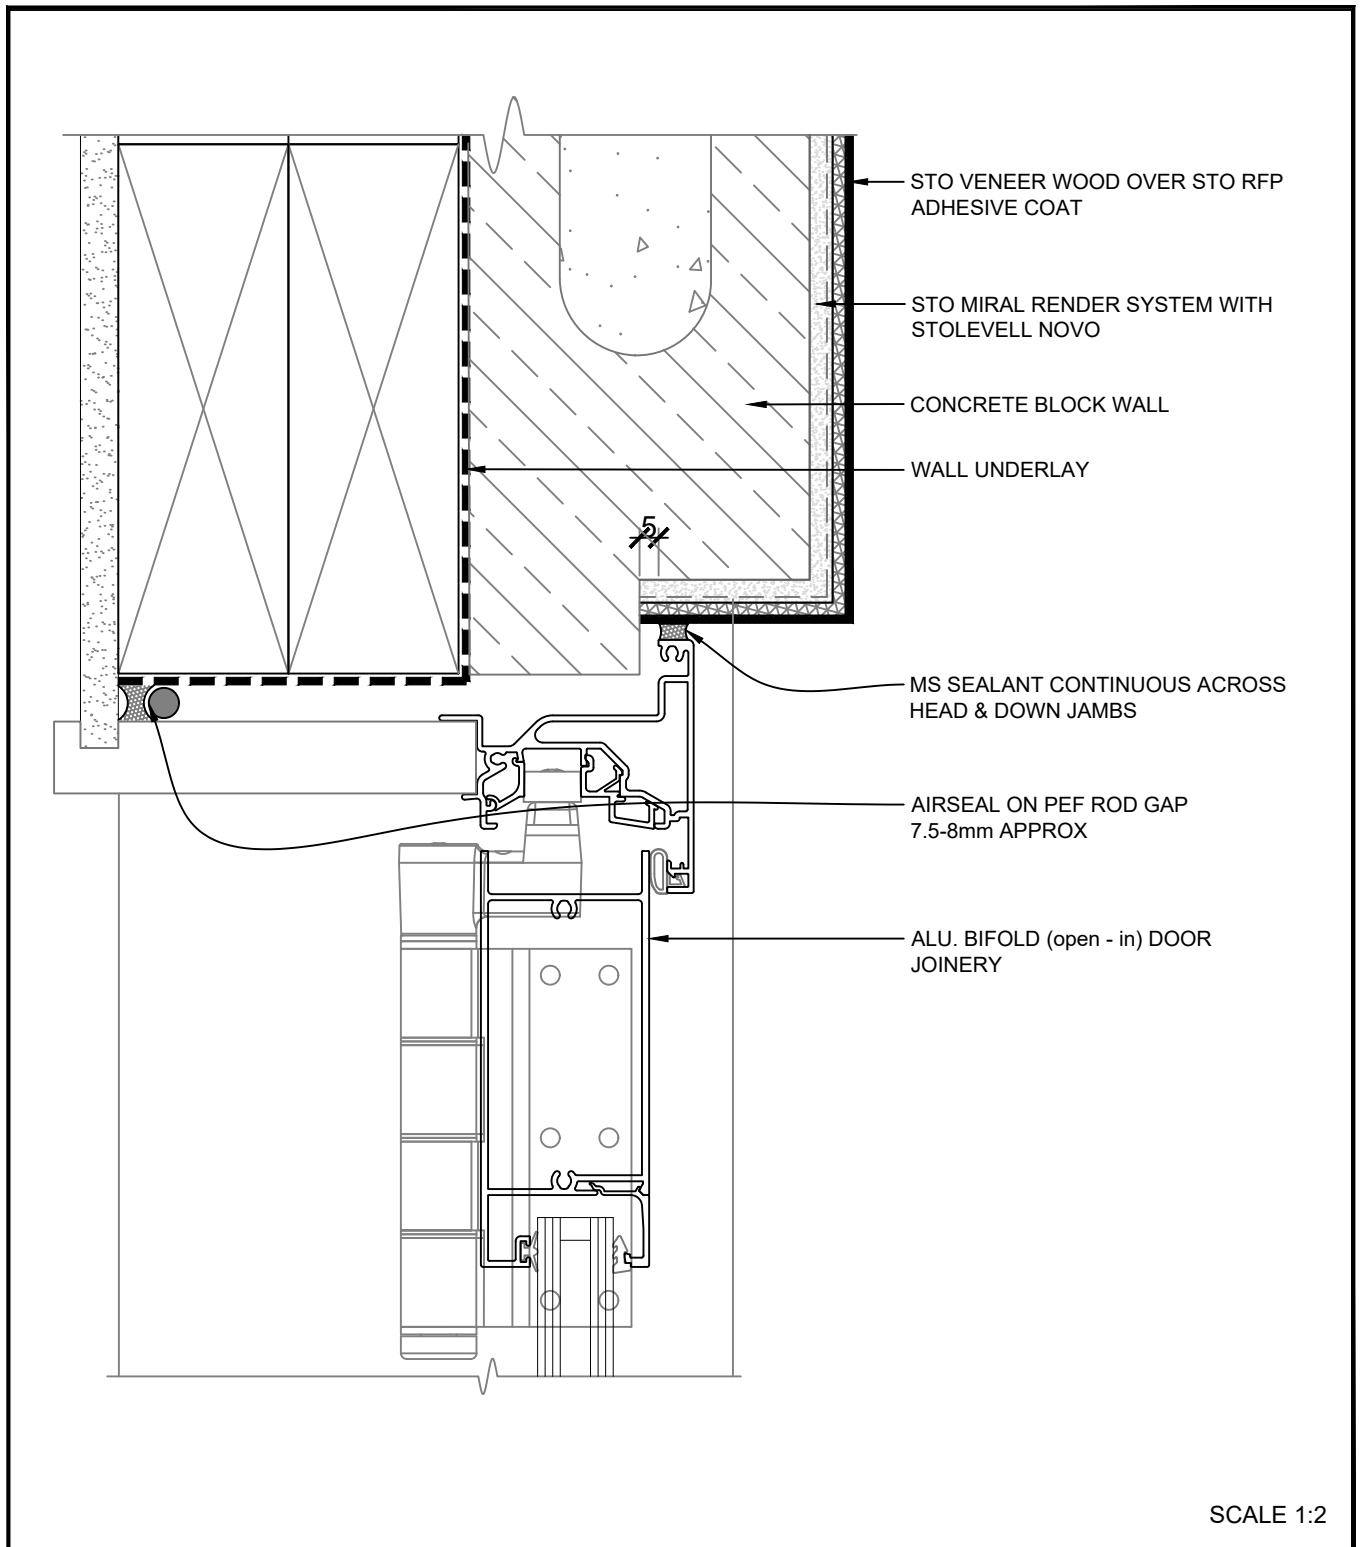 STO VENEER WOOD OVER STO RFP
ADHESIVE COAT
STO MIRAL RENDER SYSTEM WITH
STOLEVELL NOVO
CONCRETE BLOCK WALL
WALL UNDERLAY
5
MS SEALANT CONTINUOUS ACROSS
HEAD & DOWN JAMBS
AIRSEAL ON PEF ROD GAP
7.5-8mm APPROX
ALU. BIFOLD (open - in) DOOR
JOINERY
SCALE 1:2